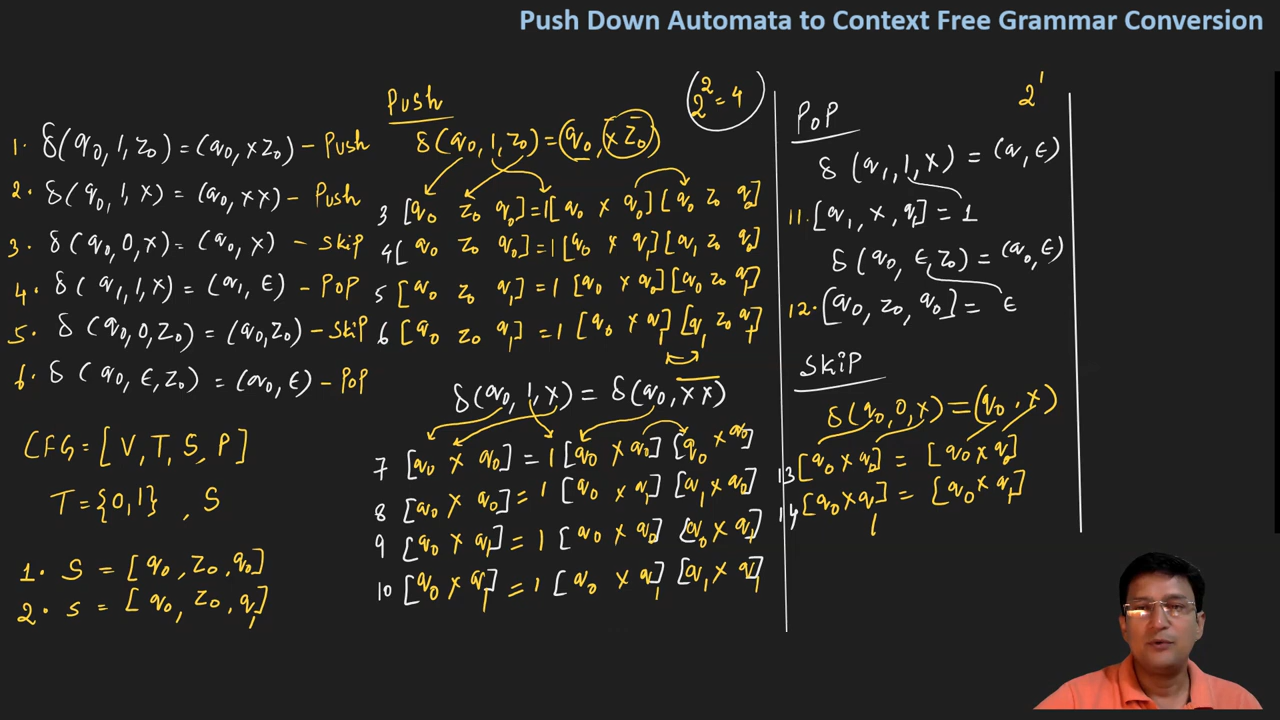 Push Down Automata to Context Free Grammar Conversion
1. δ(q0, 1, z0) = (q0, xz0) – Push
2. δ(q0, 1, x) = (q0, xx) – Push
3. δ(q0, 0, x) = (q0, x) – Skip
4. δ(q1, 1, x) = (q1, ϵ) – PoP
5. δ(q0, 0, z0) = (q0, z0) – Skip
6. δ(q0, ϵ, z0) = (q0, ϵ) – PoP
CFG = [V, T, S, P]
T = {0,1} , S
1. S = [q0, z0, q0]
2. S = [q0, z0, q1]
Push
2² = 4
δ(q0, 1, z0) = (q0, xz0)
3 [q0 z0 q0] = 1[q0 x q0] [q0 z0 q0]
4 [q0 z0 q0] = 1[q0 x q1] [q1 z0 q0]
5 [q0 z0 q1] = 1 [q0 x q0] [q0 z0 q1]
6 [q0 z0 q1] = 1 [q0 x q1] [q1 z0 q1]
δ(q0, 1, x) = δ(q0, xx)
7 [q0 x q0] = 1 [q0 x q0] [q0 x q0]
8 [q0 x q0] = 1 [q0 x q1] [q1 x q0]
9 [q0 x q1] = 1 [q0 x q0] [q0 x q1]
10 [q0 x q1] = 1 [q0 x q1] [q1 x q1]
PoP
2¹
δ(q1, 1, x) = (q1, ϵ)
11. [q1, x, q1] = 1
δ(q0, ϵ, z0) = (q0, ϵ)
12. [q0, z0, q0] = ϵ
SKiP
δ(q0, 0, x) = (q0, x)
13 [q0 x q0] = [q0 x q0]
14 [q0 x q1] = [q0 x q1]